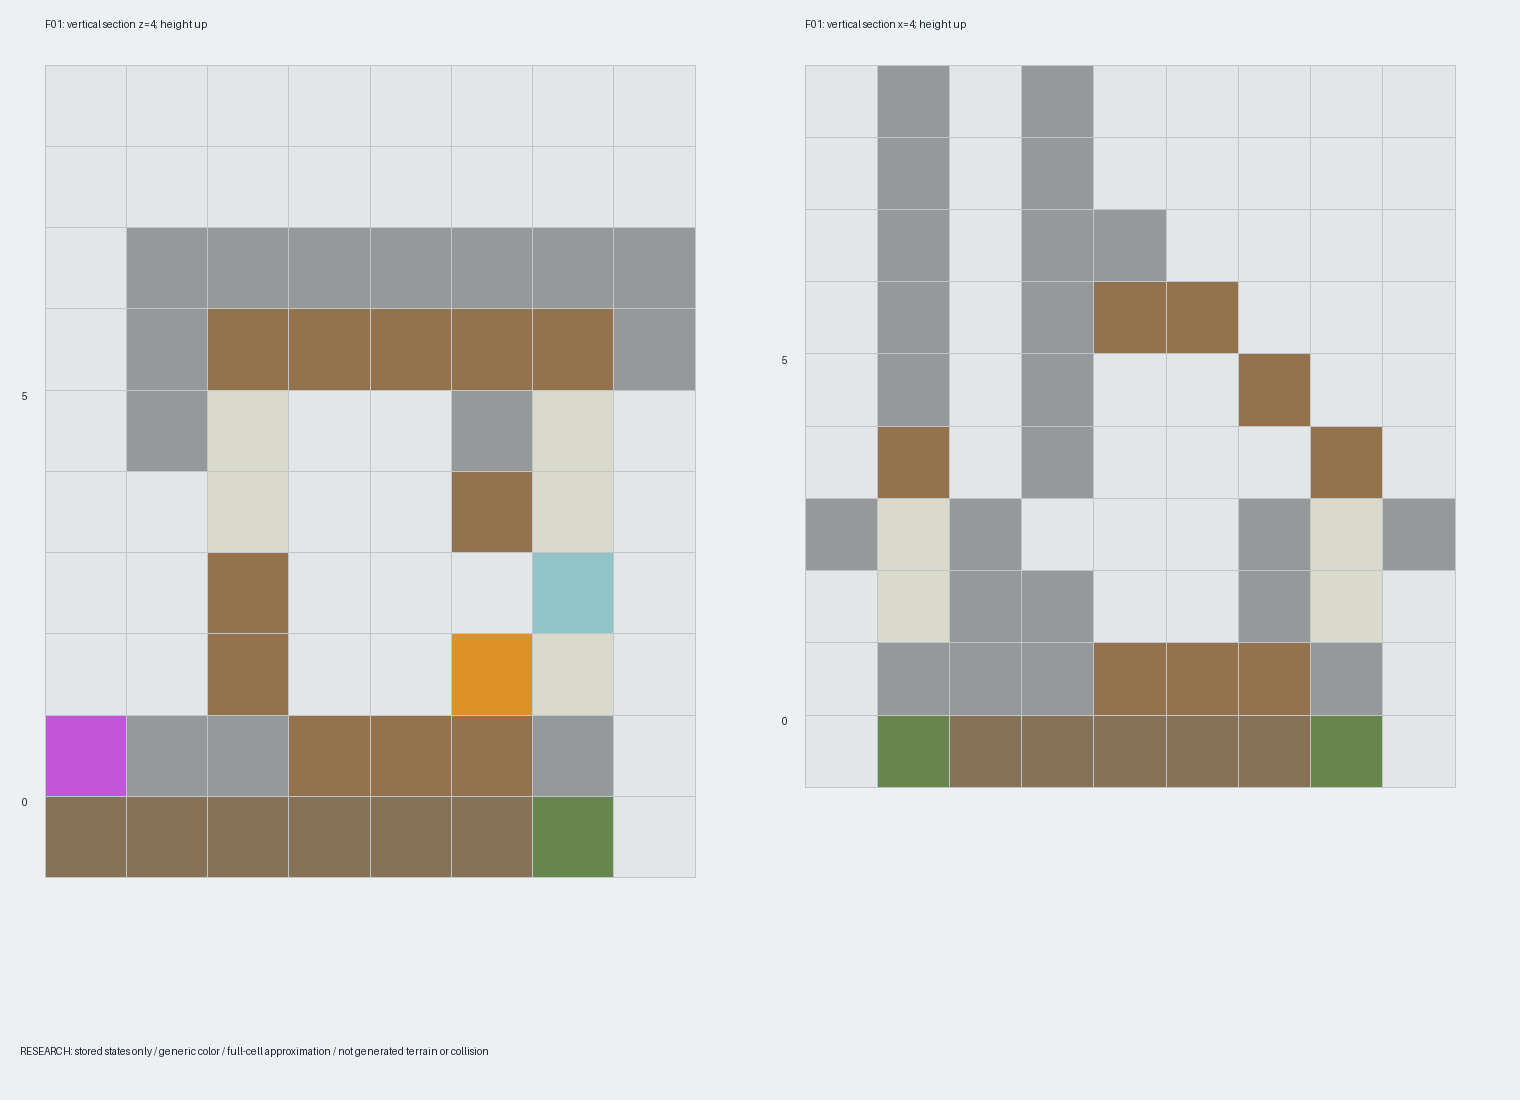 F01: vertical section z=4; height up
F01: vertical section x=4; height up
5
5
0
0
RESEARCH: stored states only / generic color / full-cell approximation / not generated terrain or collision